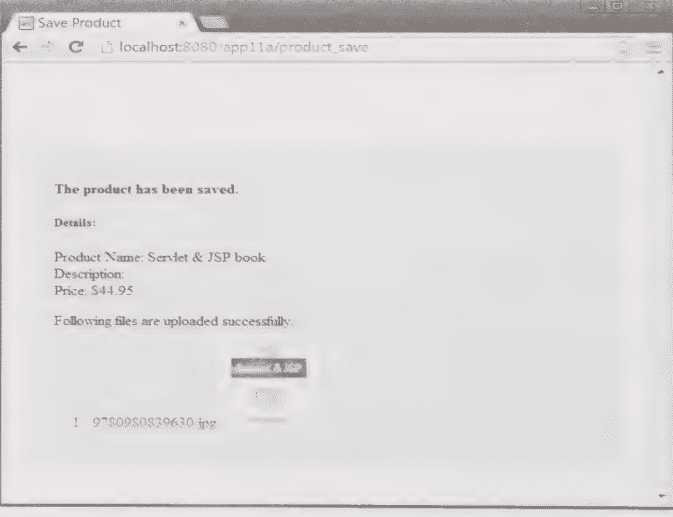 Save Product
localhost:8080/app11a/product_save
The product has been saved.
Details:
Product Name: Servlet & JSP book
Description:
Price: $44.95
Following files are uploaded successfully.
& JSP
1 9780980839630.jpg